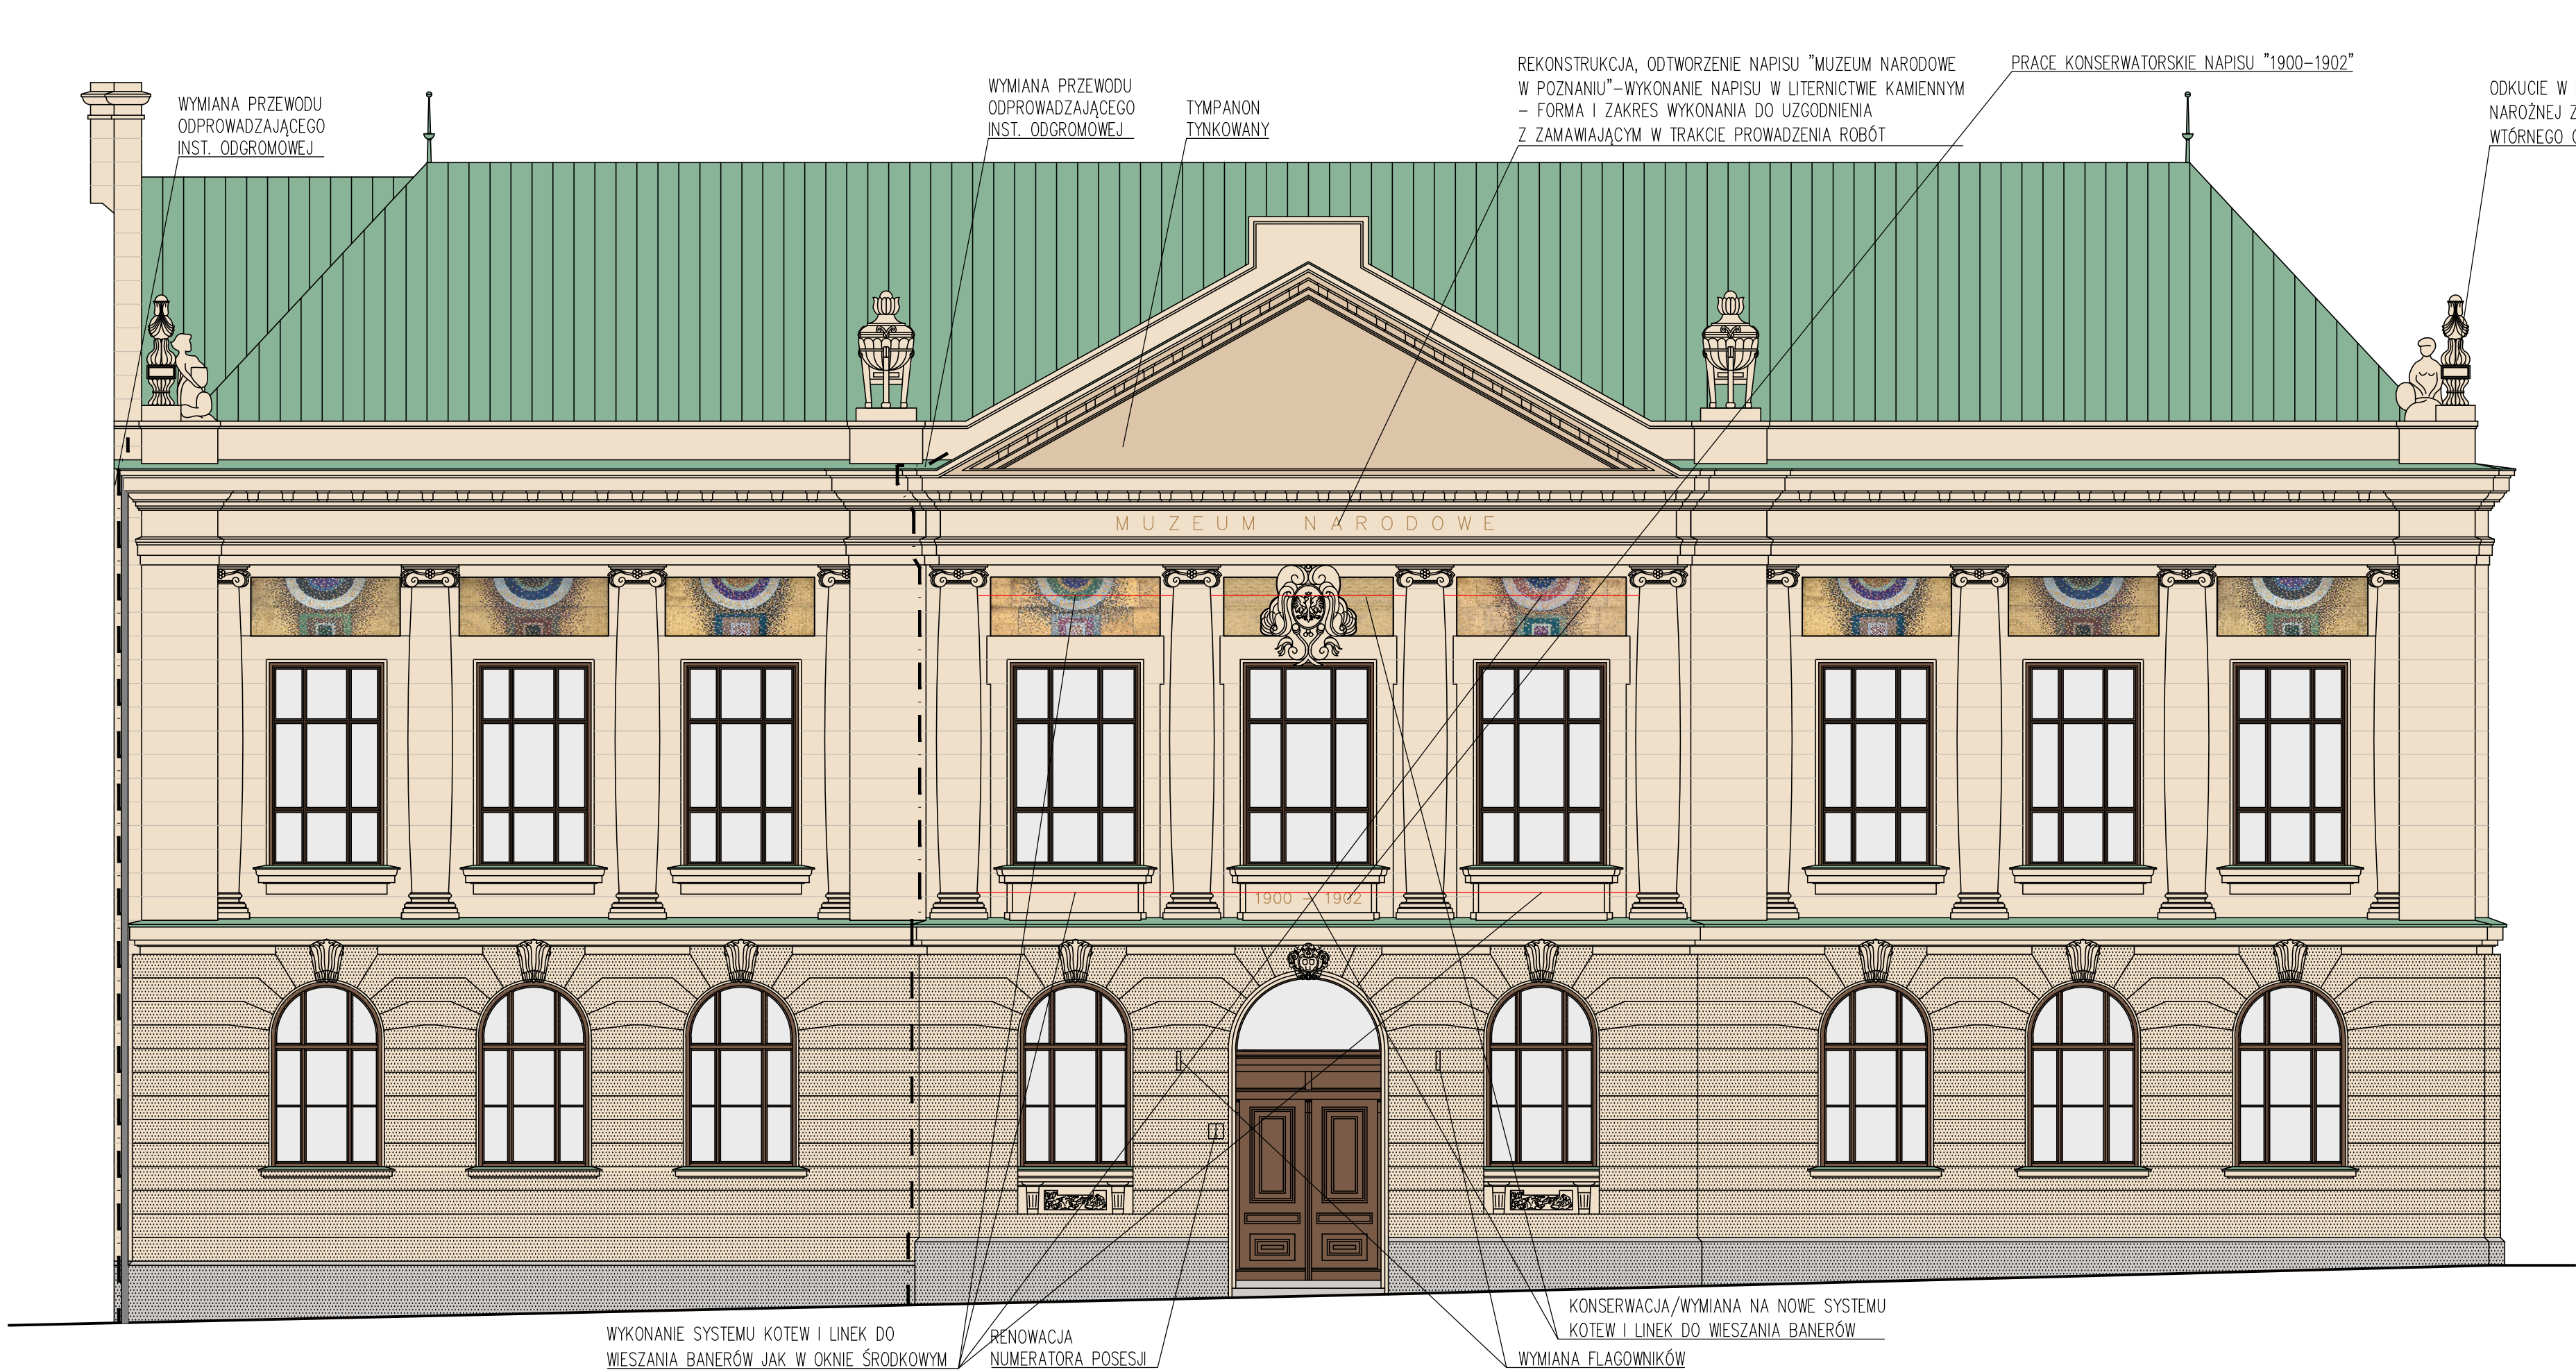 WYMIANA PRZEWODU
ODPROWADZAJĄCEGO
INST. ODGROMOWEJ
WYMIANA PRZEWODU
ODPROWADZAJĄCEGO
INST. ODGROMOWEJ
TYMPANON
TYNKOWANY
REKONSTRUKCJA, ODTWORZENIE NAPISU "MUZEUM NARODOWE
W POZNANIU"-WYKONANIE NAPISU W LITERNICTWIE KAMIENNYM
- FORMA I ZAKRES WYKONANIA DO UZGODNIENIA
Z ZAMAWIAJĄCYM W TRAKCIE PROWADZENIA ROBÓT
PRACE KONSERWATORSKIE NAPISU "1900-1902"
ODKUCIE W
NAROŻNEJ Z
WTÓRNEGO
MUZEUM NARODOWE
1900 - 1902
WYKONANIE SYSTEMU KOTEW I LINEK DO
WIESZANIA BANERÓW JAK W OKNIE ŚRODKOWYM
RENOWACJA
NUMERATORA POSESJI
KONSERWACJA/WYMIANA NA NOWE SYSTEMU
KOTEW I LINEK DO WIESZANIA BANERÓW
WYMIANA FLAGOWNIKÓW